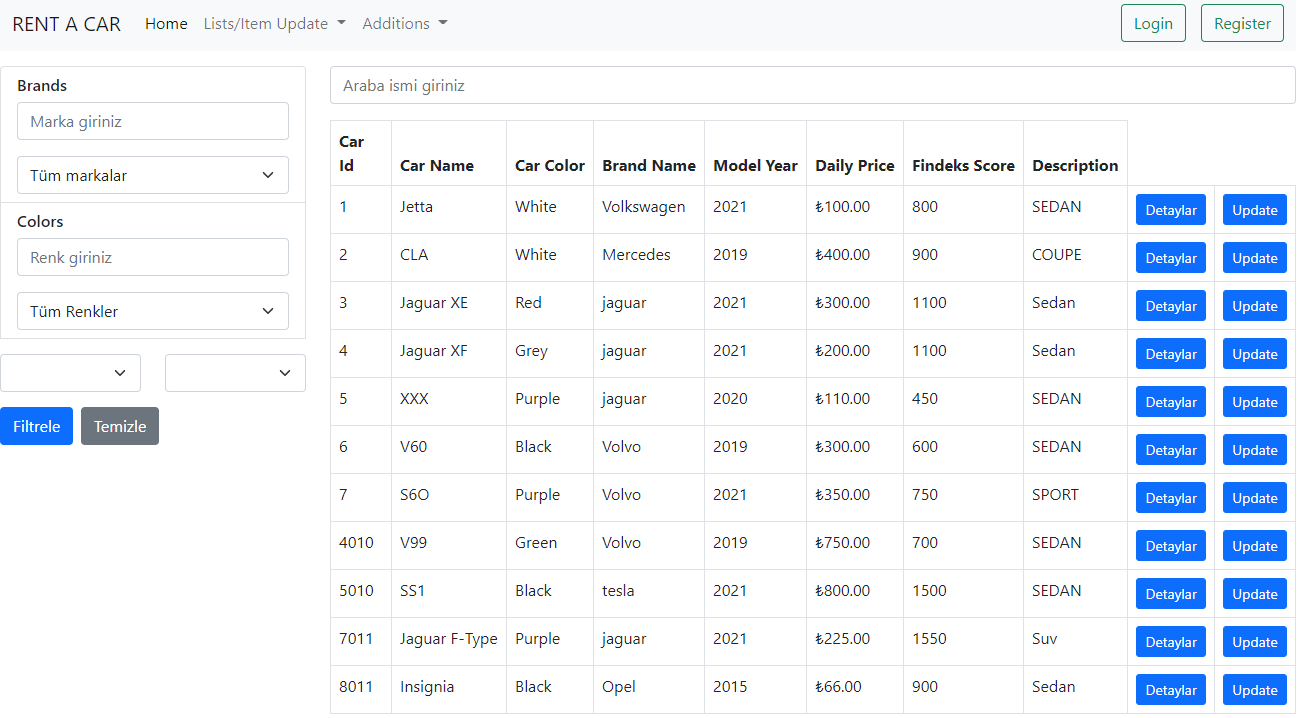 RENT A CAR Home Lists/Item Update Additions Login Register
Brands
Marka giriniz
Tüm markalar
Colors
Renk giriniz
Tüm Renkler
Filtrele Temizle
Araba ismi giriniz
Car Id Car Name Car Color Brand Name Model Year Daily Price Findeks Score Description
1 Jetta White Volkswagen 2021 ₺100.00 800 SEDAN Detaylar Update
2 CLA White Mercedes 2019 ₺400.00 900 COUPE Detaylar Update
3 Jaguar XE Red jaguar 2021 ₺300.00 1100 Sedan Detaylar Update
4 Jaguar XF Grey jaguar 2021 ₺200.00 1100 Sedan Detaylar Update
5 XXX Purple jaguar 2020 ₺110.00 450 SEDAN Detaylar Update
6 V60 Black Volvo 2019 ₺300.00 600 SEDAN Detaylar Update
7 S6O Purple Volvo 2021 ₺350.00 750 SPORT Detaylar Update
4010 V99 Green Volvo 2019 ₺750.00 700 SEDAN Detaylar Update
5010 SS1 Black tesla 2021 ₺800.00 1500 SEDAN Detaylar Update
7011 Jaguar F-Type Purple jaguar 2021 ₺225.00 1550 Suv Detaylar Update
8011 Insignia Black Opel 2015 ₺66.00 900 Sedan Detaylar Update